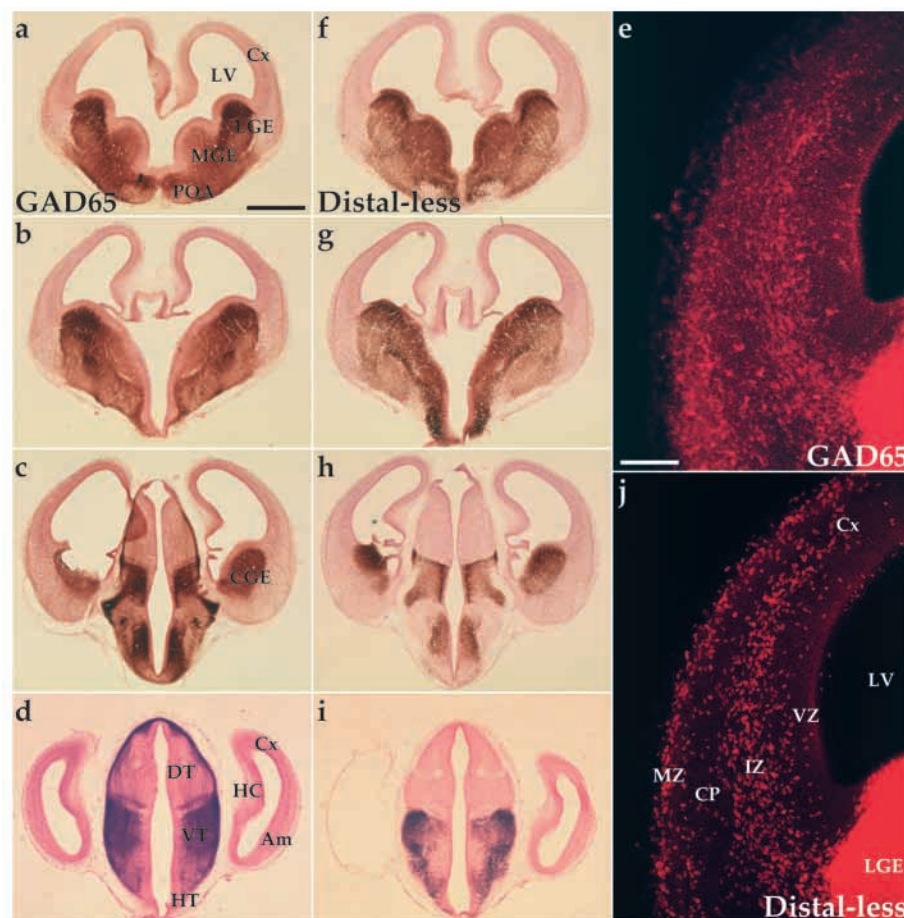 a
Cx
LV
LGE
MGE
POA
GAD65
f
Distal-less
e
GAD65
b
g
c
CGE
h
d
Cx
DT
HC
VT
Am
HT
i
j
Cx
LV
VZ
MZ
IZ
CP
LGE
Distal-less